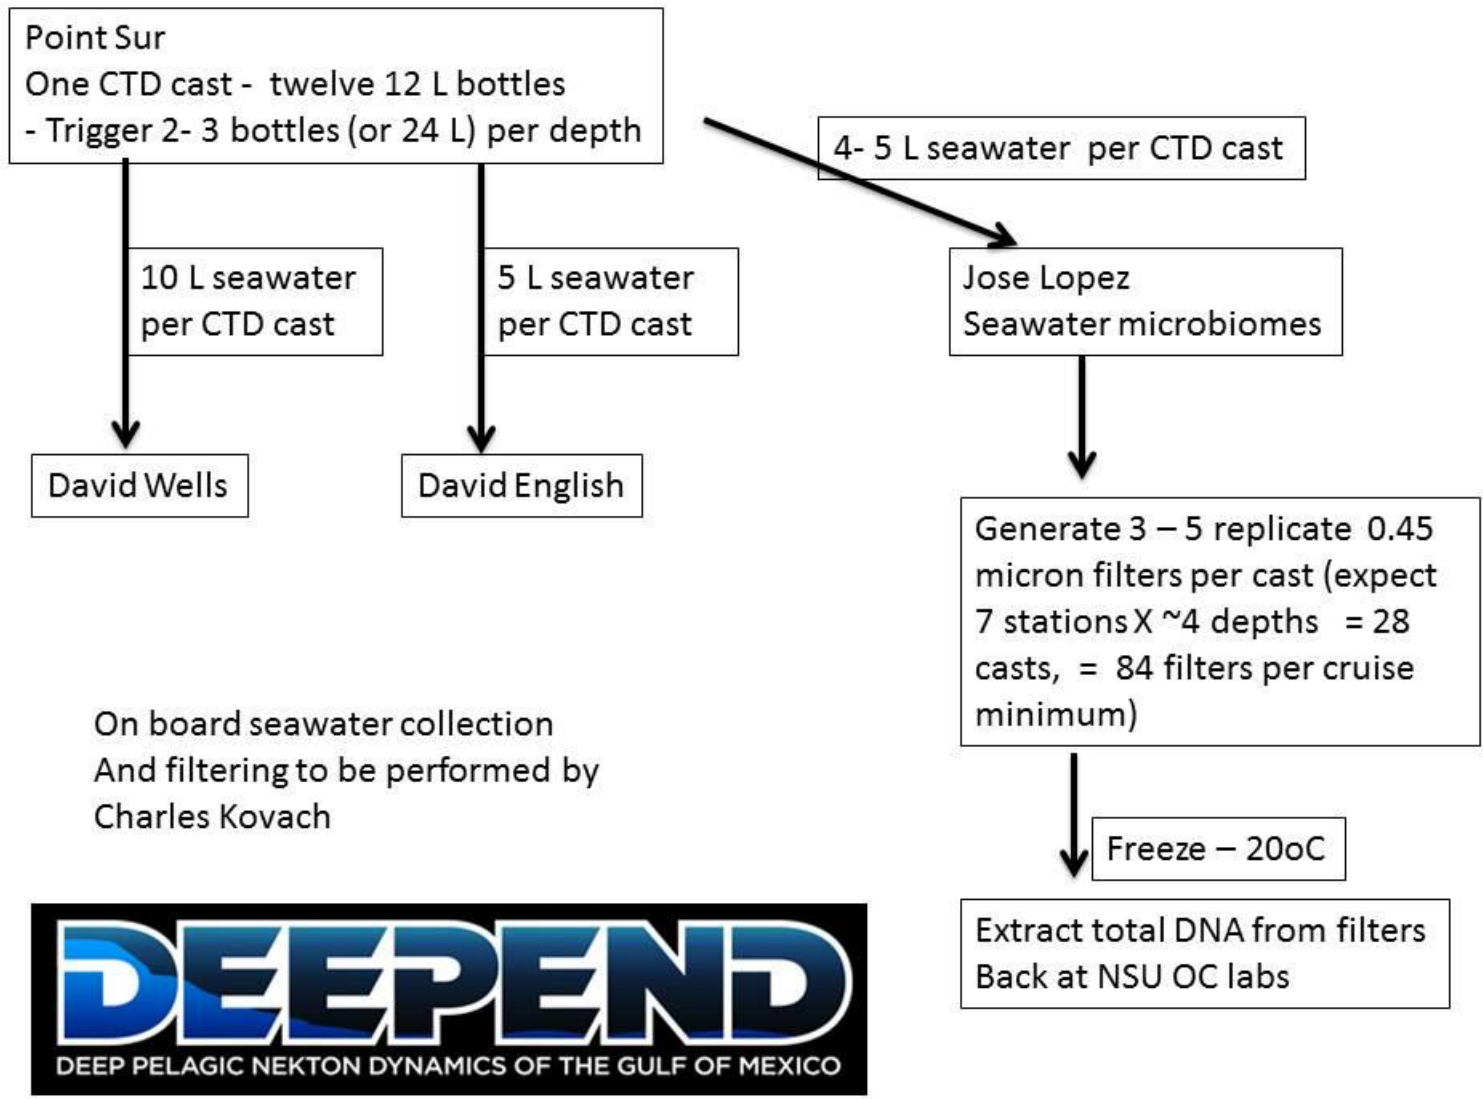 Point Sur
One CTD cast - twelve 12 L bottles
- Trigger 2- 3 bottles (or 24 L) per depth
4- 5 L seawater per CTD cast
10 L seawater
per CTD cast
5 L seawater
per CTD cast
Jose Lopez
Seawater microbiomes
David Wells
David English
Generate 3 – 5 replicate 0.45
micron filters per cast (expect
7 stations X ~4 depths = 28
casts, = 84 filters per cruise
minimum)
On board seawater collection
And filtering to be performed by
Charles Kovach
Freeze – 20oC
Extract total DNA from filters
Back at NSU OC labs
DEEPEND
DEEP PELAGIC NEKTON DYNAMICS OF THE GULF OF MEXICO